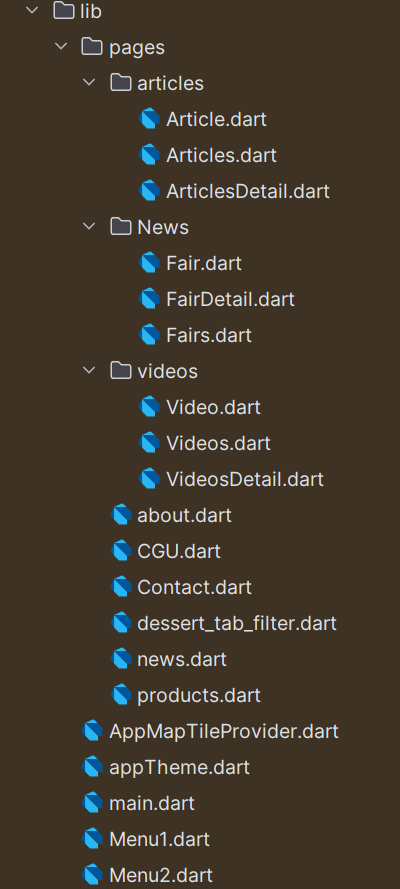 lib
pages
articles
Article.dart
Articles.dart
ArticlesDetail.dart
News
Fair.dart
FairDetail.dart
Fairs.dart
videos
Video.dart
Videos.dart
VideosDetail.dart
about.dart
CGU.dart
Contact.dart
dessert_tab_filter.dart
news.dart
products.dart
AppMapTileProvider.dart
appTheme.dart
main.dart
Menu1.dart
Menu2.dart